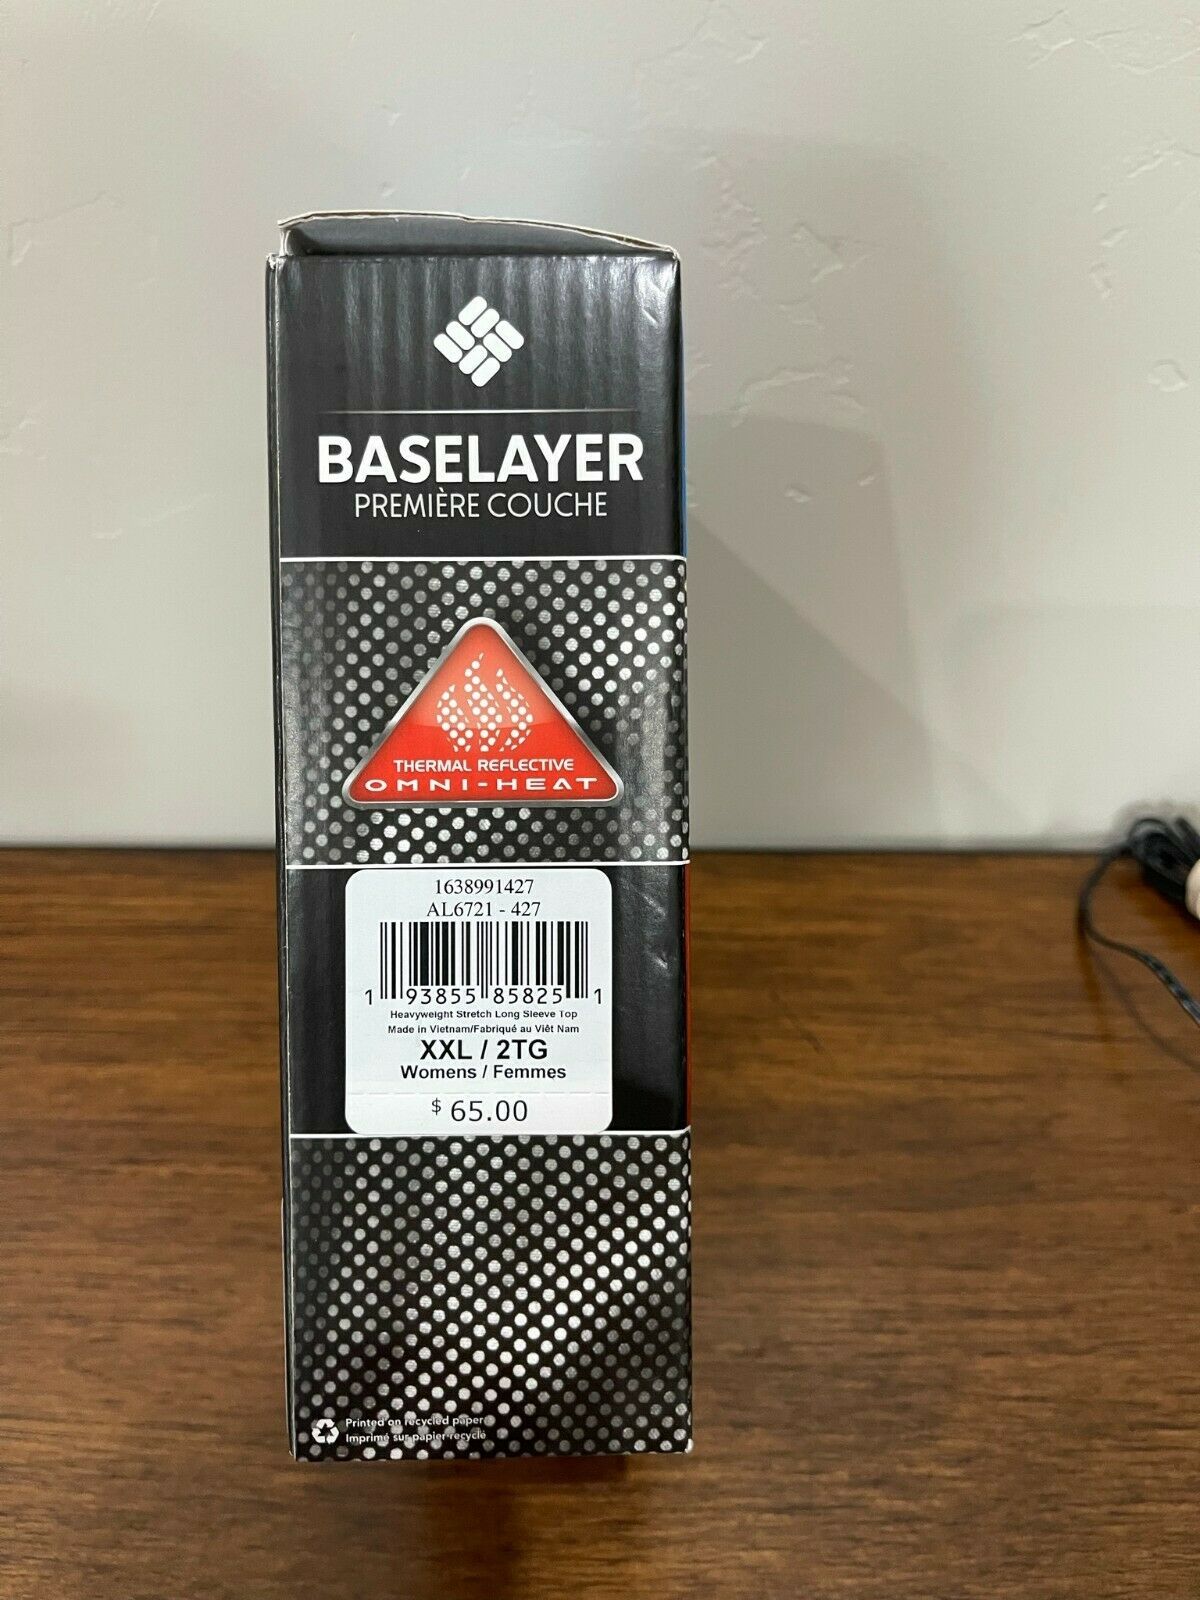 BASELAYER
PREMIÈRE COUCHE
THERMAL REFLECTIVE
OMNI-HEAT
1638991427
AL6721 - 427
1 93855 85825 1
Heavyweight Stretch Long Sleeve Top
Made in Vietnam/Fabriqué au Viêt Nam
XXL / 2TG
Womens / Femmes
$ 65.00
Printed on recycled paper
Imprimé sur papier recyclé